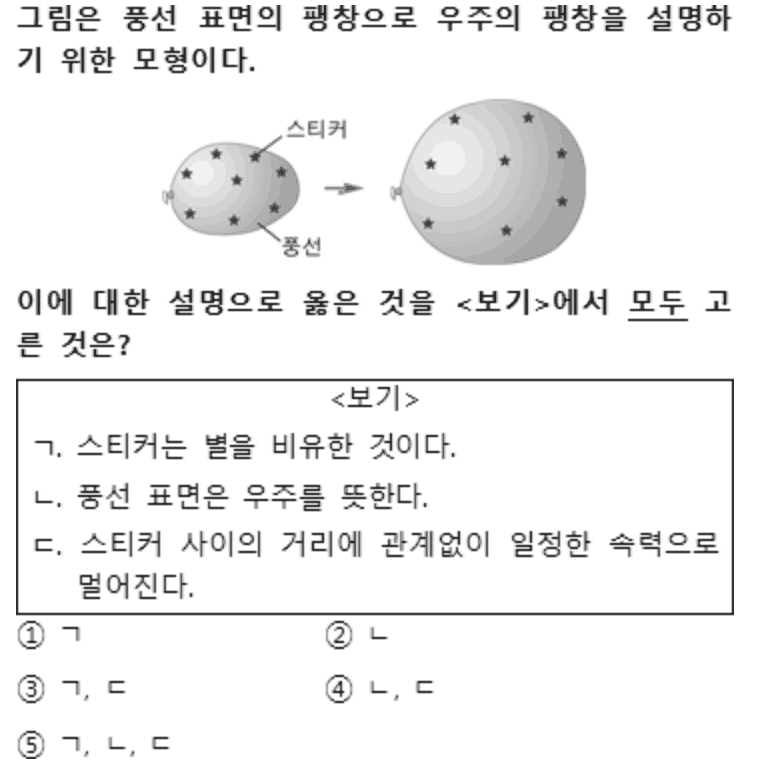 그림은 풍선 표면의 팽창으로 우주의 팽창을 설명하
기 위한 모형이다.
스티커
풍선
이에 대한 설명으로 옳은 것을 <보기>에서 모두 고
른 것은?
<보기>
ㄱ. 스티커는 별을 비유한 것이다.
ㄴ. 풍선 표면은 우주를 뜻한다.
ㄷ. 스티커 사이의 거리에 관계없이 일정한 속력으로
멀어진다.
① ㄱ ② ㄴ
③ ㄱ, ㄷ ④ ㄴ, ㄷ
⑤ ㄱ, ㄴ, ㄷ